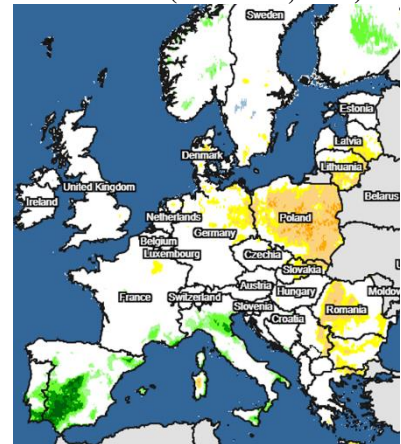 Sweden
Estonia
Latvia
Denmark
Lithuania
Ireland
United Kingdom
Belarus
Netherlands
Poland
Germany
Belgium
Luxembourg
Czechia
Slovakia
Austria
France
Switzerland
Hungary
Moldov
Slovenia
Croatia
Romania